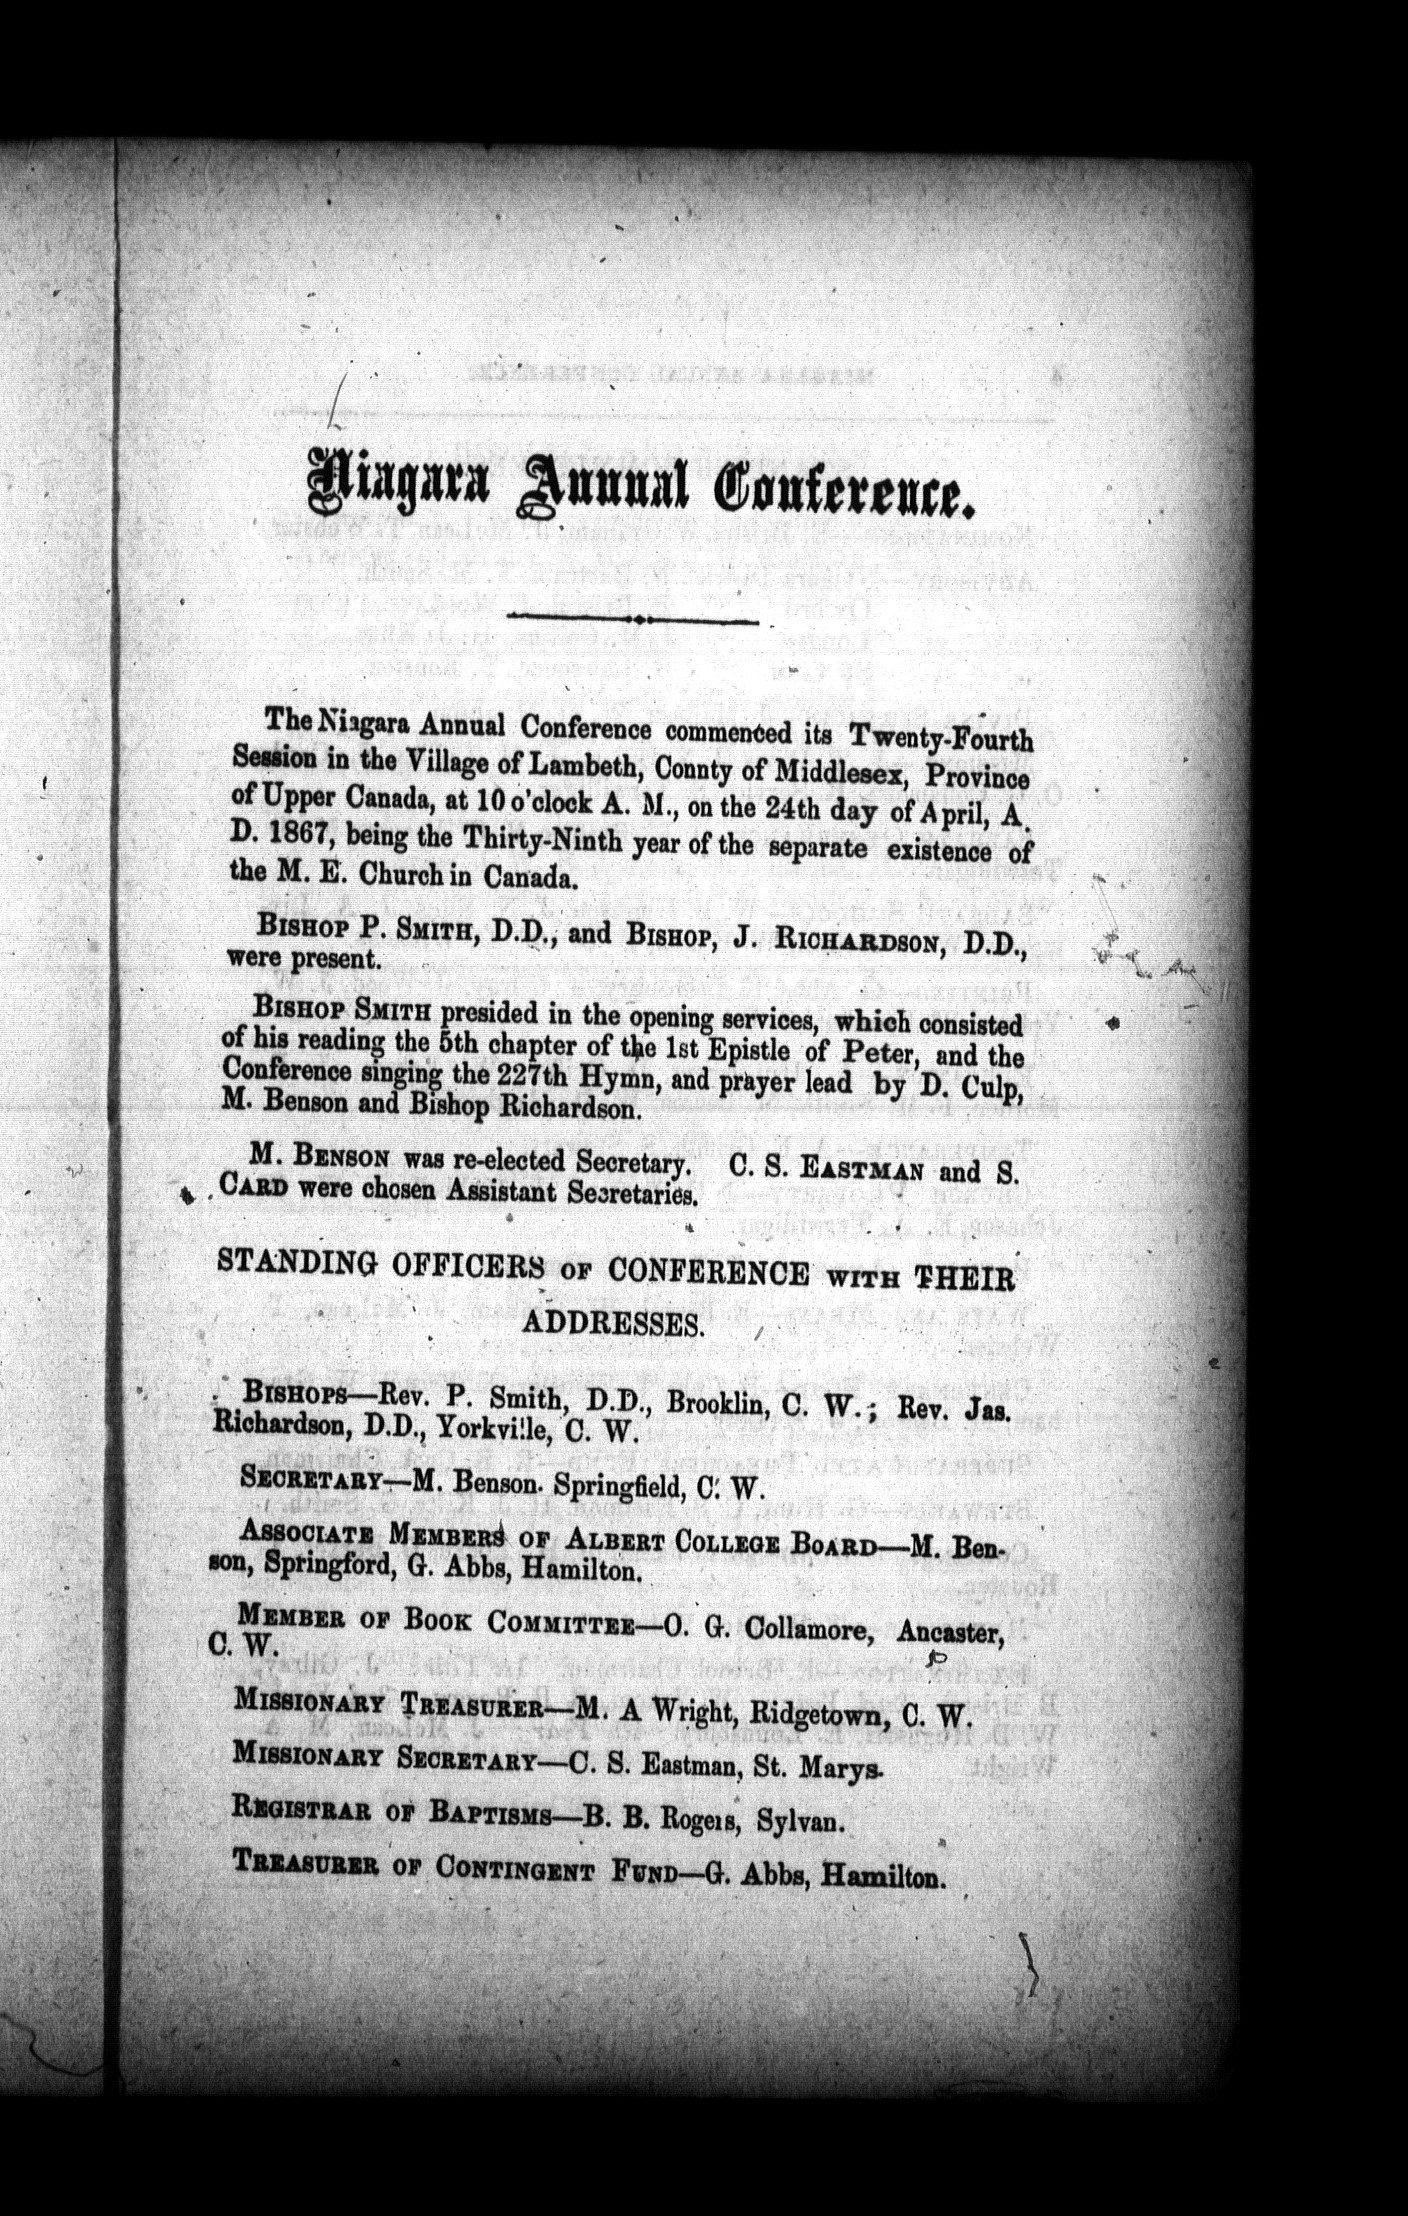 Niagara Annual Conference.
The Niagara Annual Conference commenced its Twenty-Fourth
Session in the Village of Lambeth, Connty of Middlesex, Province
of Upper Canada, at 10 o'clock A. M., on the 24th day of April, A.
D. 1867, being the Thirty-Ninth year of the separate existence of
the M. E. Church in Canada.
BISHOP P. SMITH, D.D., and BISHOP, J. RICHARDSON, D.D.,
were present.
BISHOP SMITH presided in the opening services, which consisted
of his reading the 5th chapter of the 1st Epistle of Peter, and the
Conference singing the 227th Hymn, and prayer lead by D. Culp,
M. Benson and Bishop Richardson.
M. BENSON was re-elected Secretary. C. S. EASTMAN and S.
CARD were chosen Assistant Secretaries.
STANDING OFFICERS OF CONFERENCE WITH THEIR
ADDRESSES.
BISHOPS—Rev. P. Smith, D.D., Brooklin, C. W.; Rev. Jas.
Richardson, D.D., Yorkville, C. W.
SECRETARY—M. Benson. Springfield, C. W.
ASSOCIATE MEMBERS OF ALBERT COLLEGE BOARD—M. Ben-
son, Springford, G. Abbs, Hamilton.
MEMBER OF BOOK COMMITTEE—O. G. Collamore, Ancaster,
C. W.
MISSIONARY TREASURER—M. A Wright, Ridgetown, C. W.
MISSIONARY SECRETARY—C. S. Eastman, St. Marys.
REGISTRAR OF BAPTISMS—B. B. Rogers, Sylvan.
TREASURER OF CONTINGENT FUND—G. Abbs, Hamilton.